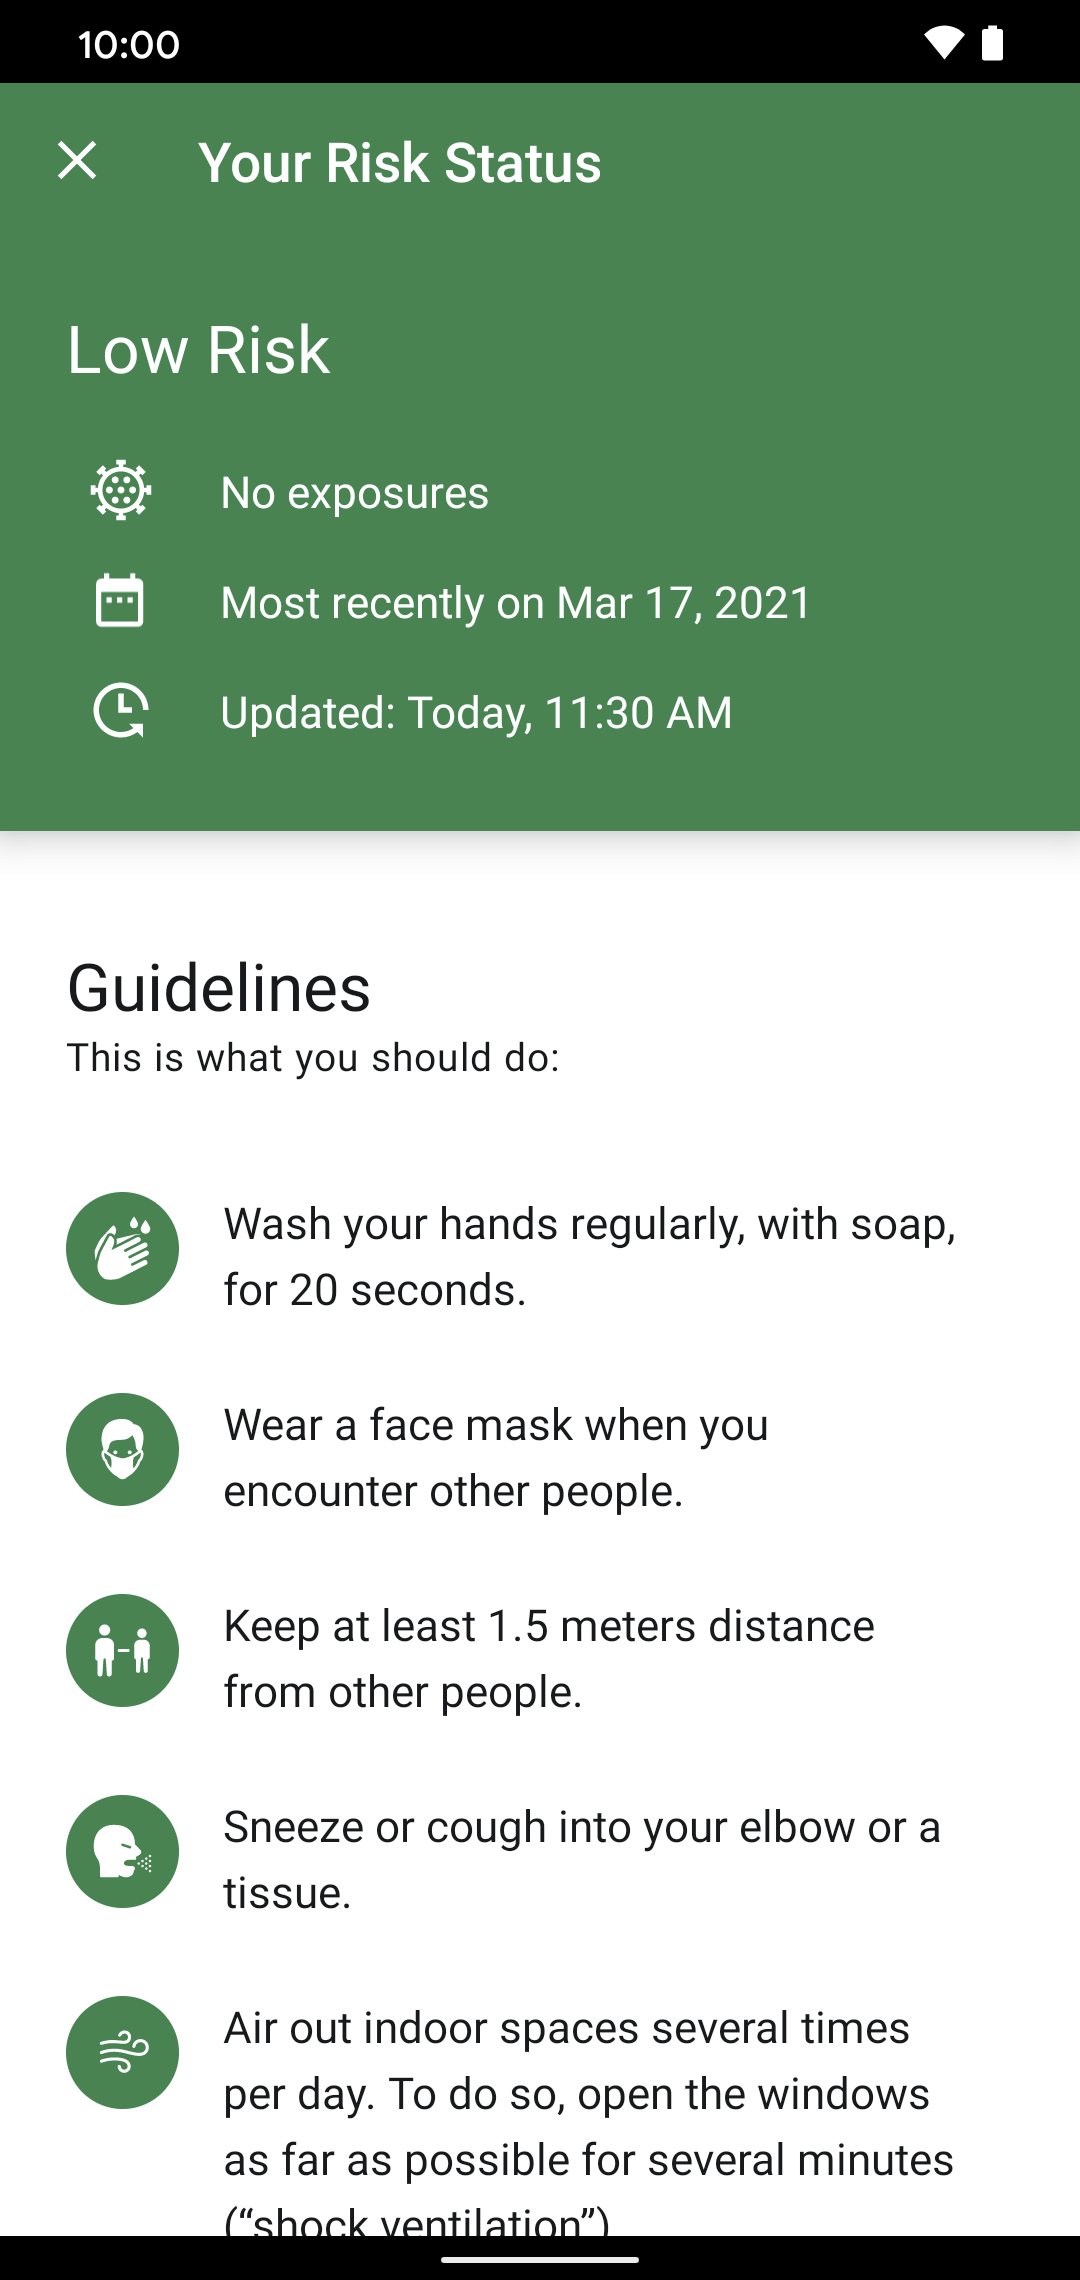 10:00
Your Risk Status
Low Risk
No exposures
Most recently on Mar 17, 2021
Updated: Today, 11:30 AM
Guidelines
This is what you should do:
Wash your hands regularly, with soap,
for 20 seconds.
Wear a face mask when you
encounter other people.
Keep at least 1.5 meters distance
from other people.
Sneeze or cough into your elbow or a
tissue.
Air out indoor spaces several times
per day. To do so, open the windows
as far as possible for several minutes
(“shock ventilation”)